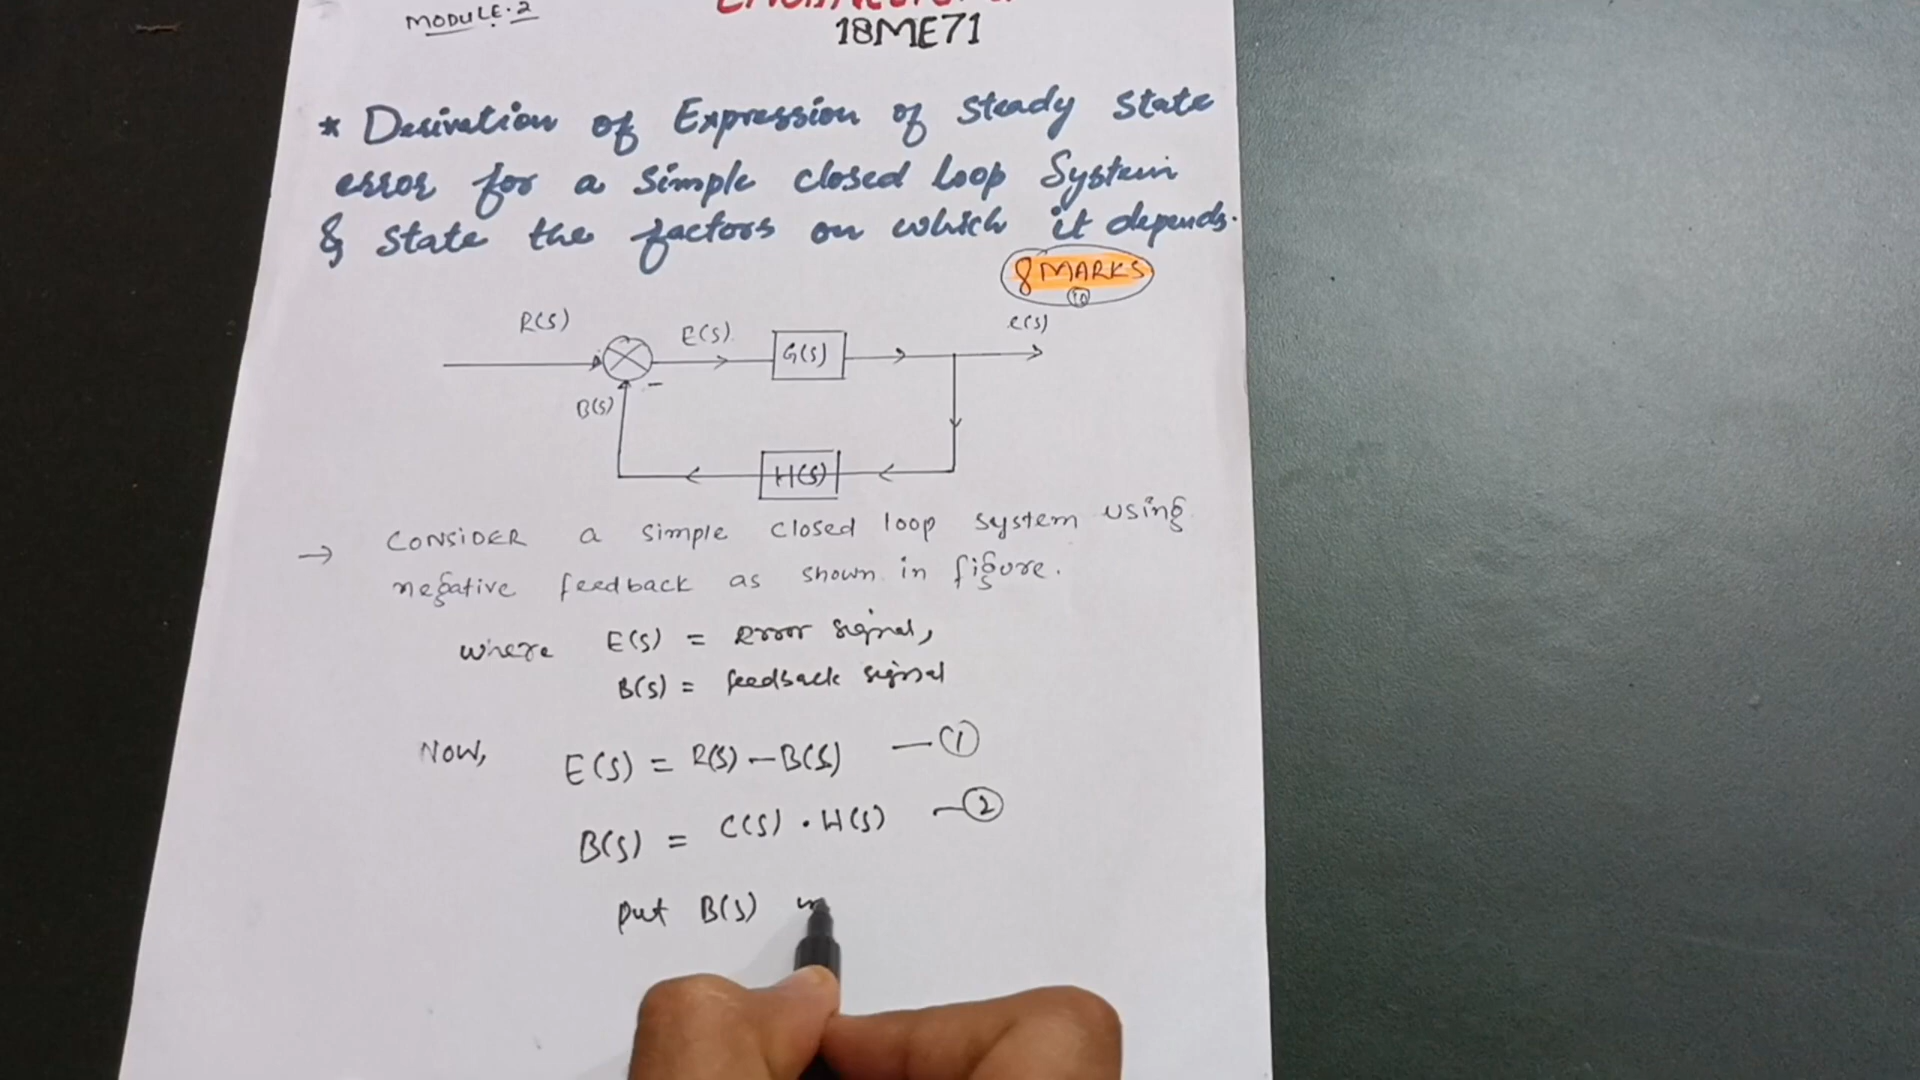 MODULE.2
18ME71
* Derivation of Expression of steady state
error for a simple closed loop System
& state the factors on which it depends.
8 MARKS
10
R(S)
E(S)
G(S)
C(S)
B(S)
-
H(S)
→ CONSIDER a simple closed loop system using
negative feedback as shown in figure.
where E(S) = Error signal,
B(S) = feedback signal
NOW,
E(S) = R(S) - B(S) — 1
B(S) = C(S) . H(S) — 2
put B(S)